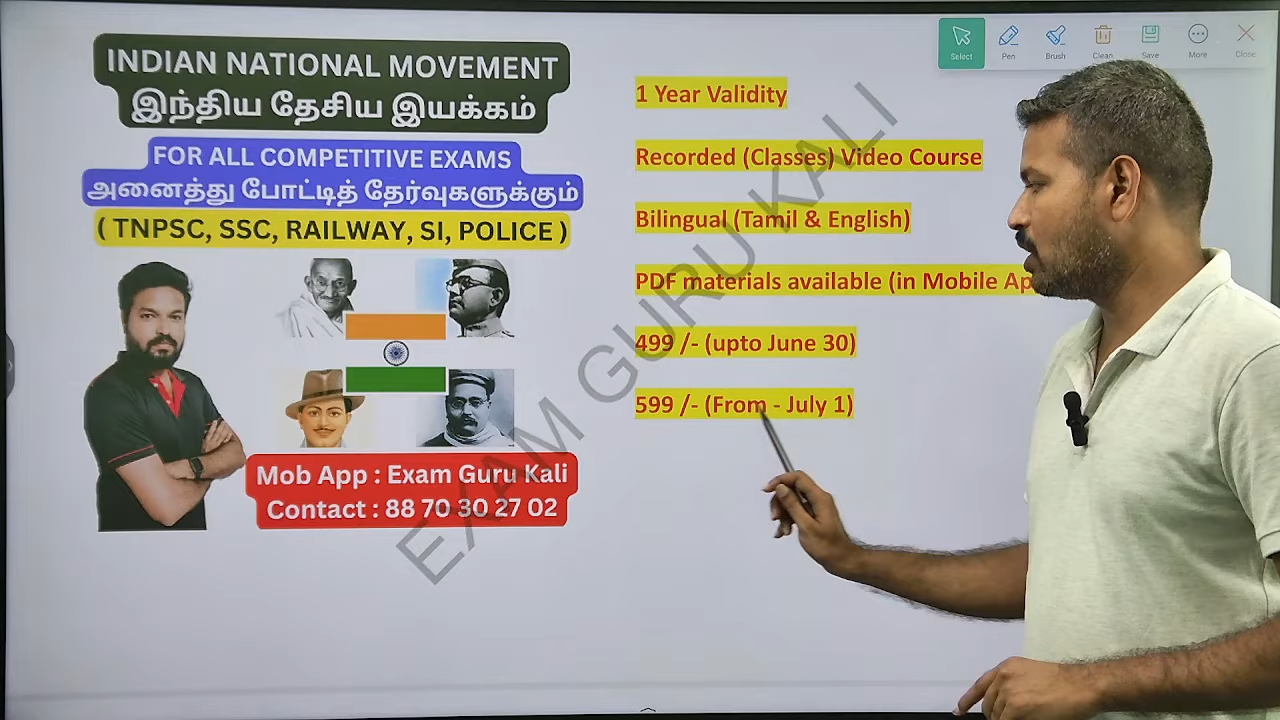 INDIAN NATIONAL MOVEMENT
இந்திய தேசிய இயக்கம்
FOR ALL COMPETITIVE EXAMS
அனைத்து போட்டித் தேர்வுகளுக்கும்
( TNPSC, SSC, RAILWAY, SI, POLICE )
Mob App : Exam Guru Kali
Contact : 88 70 30 27 02
1 Year Validity
Recorded (Classes) Video Course
Bilingual (Tamil & English)
PDF materials available (in Mobile Ap
499 /- (upto June 30)
599 /- (From - July 1)
EXAM GURU KALI
Select
Pen
Brush
Clean
Save
More
Close